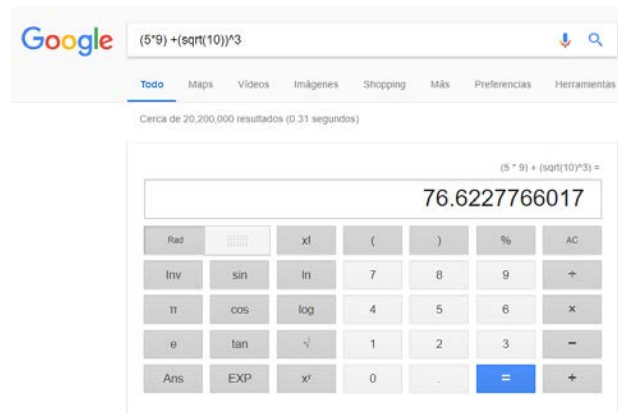 Google (5*9) +(sqrt(10))^3
Todo Maps Vídeos Imágenes Shopping Más Preferencias Herramientas
Cerca de 20,200,000 resultados (0.31 segundos)
(5 * 9) + (sqrt(10)^3) =
76.6227766017
Rad x! ( ) % AC
Inv sin ln 7 8 9 ÷
π cos log 4 5 6 ×
e tan √ 1 2 3 −
Ans EXP xʸ 0 . = +